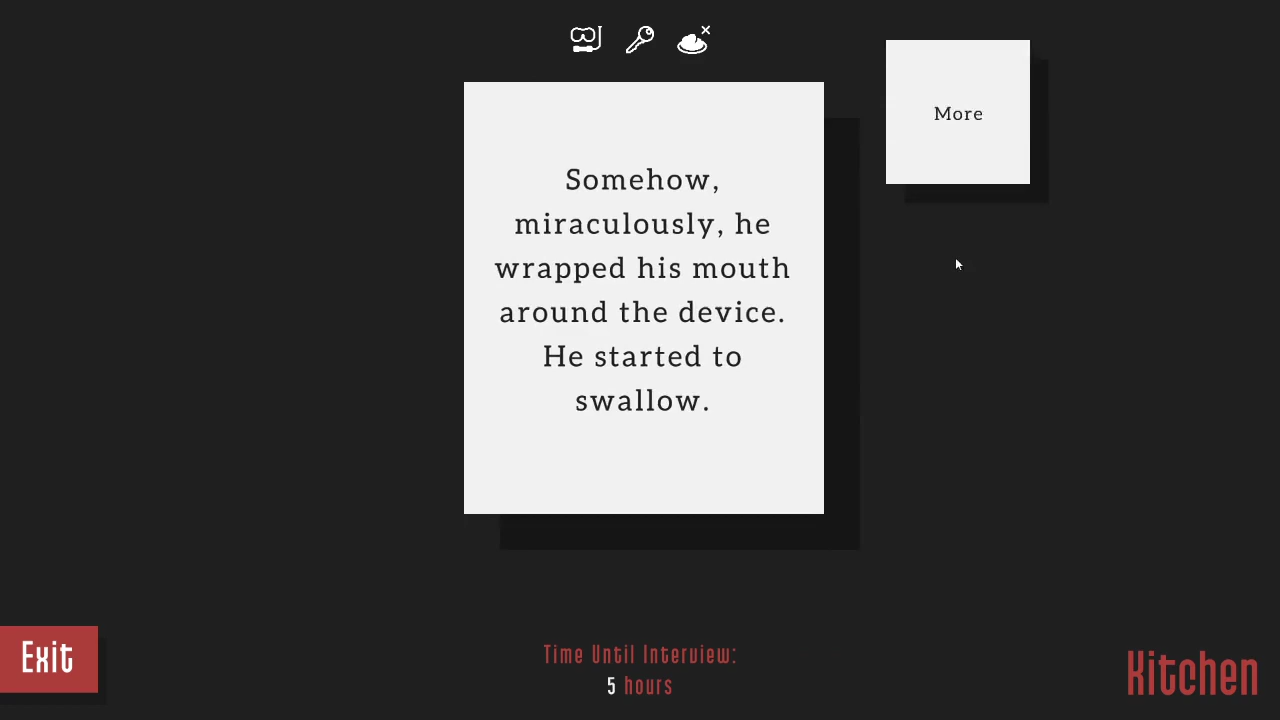 More
Somehow,
miraculously, he
wrapped his mouth
around the device.
He started to
swallow.
Exit
Time Until Interview:
5 hours
Kitchen